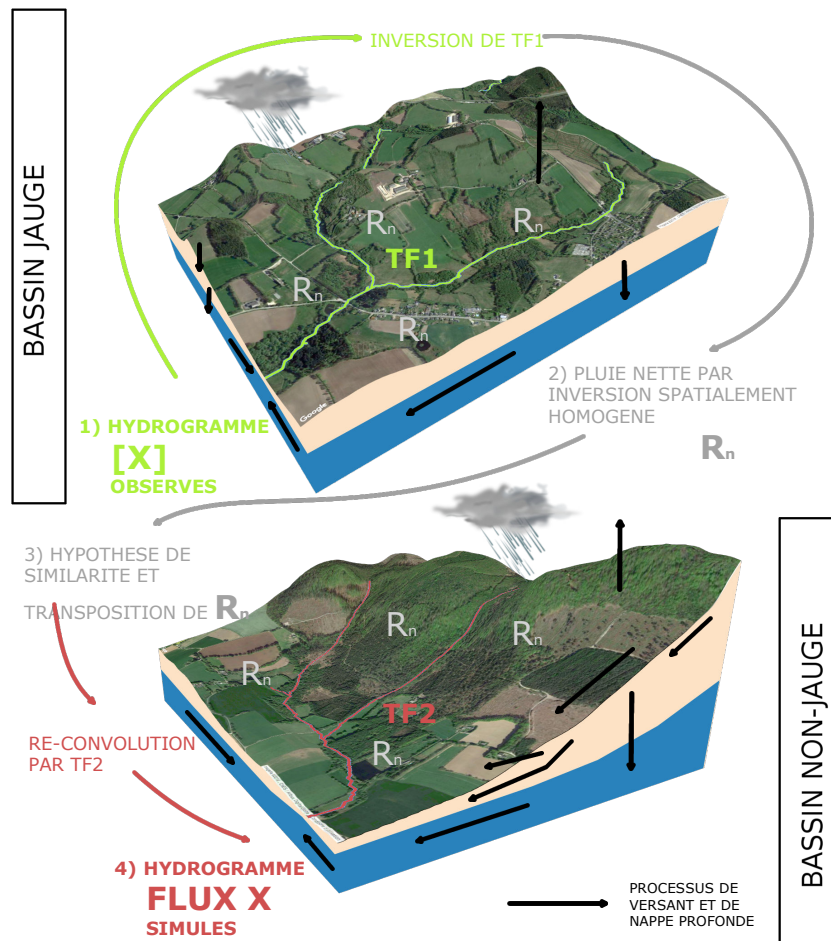 INVERSION DE TF1
BASSIN JAUGE
Rn
Rn
TF1
Rn
Rn
Google
2) PLUIE NETTE PAR
INVERSION SPATIALEMENT
HOMOGENE
Rn
1) HYDROGRAMME
[X]
OBSERVES
3) HYPOTHESE DE
SIMILARITE ET
TRANSPOSITION DE Rn
Rn
Rn
Rn
TF2
Rn
RE-CONVOLUTION
PAR TF2
BASSIN NON-JAUGE
4) HYDROGRAMME
FLUX X
SIMULES
PROCESSUS DE
VERSANT ET DE
NAPPE PROFONDE